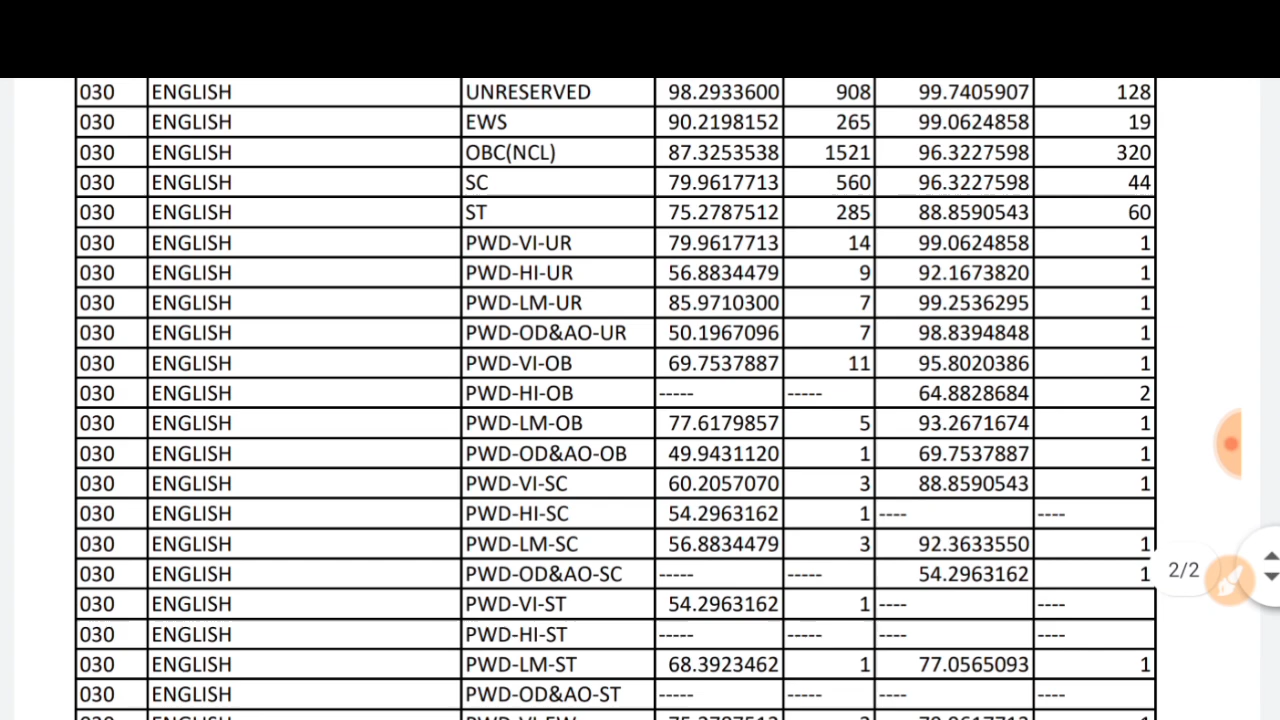 030 ENGLISH UNRESERVED 98.2933600 908 99.7405907 128
030 ENGLISH EWS 90.2198152 265 99.0624858 19
030 ENGLISH OBC(NCL) 87.3253538 1521 96.3227598 320
030 ENGLISH SC 79.9617713 560 96.3227598 44
030 ENGLISH ST 75.2787512 285 88.8590543 60
030 ENGLISH PWD-VI-UR 79.9617713 14 99.0624858 1
030 ENGLISH PWD-HI-UR 56.8834479 9 92.1673820 1
030 ENGLISH PWD-LM-UR 85.9710300 7 99.2536295 1
030 ENGLISH PWD-OD&AO-UR 50.1967096 7 98.8394848 1
030 ENGLISH PWD-VI-OB 69.7537887 11 95.8020386 1
030 ENGLISH PWD-HI-OB ----- ----- 64.8828684 2
030 ENGLISH PWD-LM-OB 77.6179857 5 93.2671674 1
030 ENGLISH PWD-OD&AO-OB 49.9431120 1 69.7537887 1
030 ENGLISH PWD-VI-SC 60.2057070 3 88.8590543 1
030 ENGLISH PWD-HI-SC 54.2963162 1 ---- ----
030 ENGLISH PWD-LM-SC 56.8834479 3 92.3633550 1
030 ENGLISH PWD-OD&AO-SC ----- ----- 54.2963162 1
2/2
030 ENGLISH PWD-VI-ST 54.2963162 1 ---- ----
030 ENGLISH PWD-HI-ST ----- ----- ---- ----
030 ENGLISH PWD-LM-ST 68.3923462 1 77.0565093 1
030 ENGLISH PWD-OD&AO-ST ----- ----- ---- ----